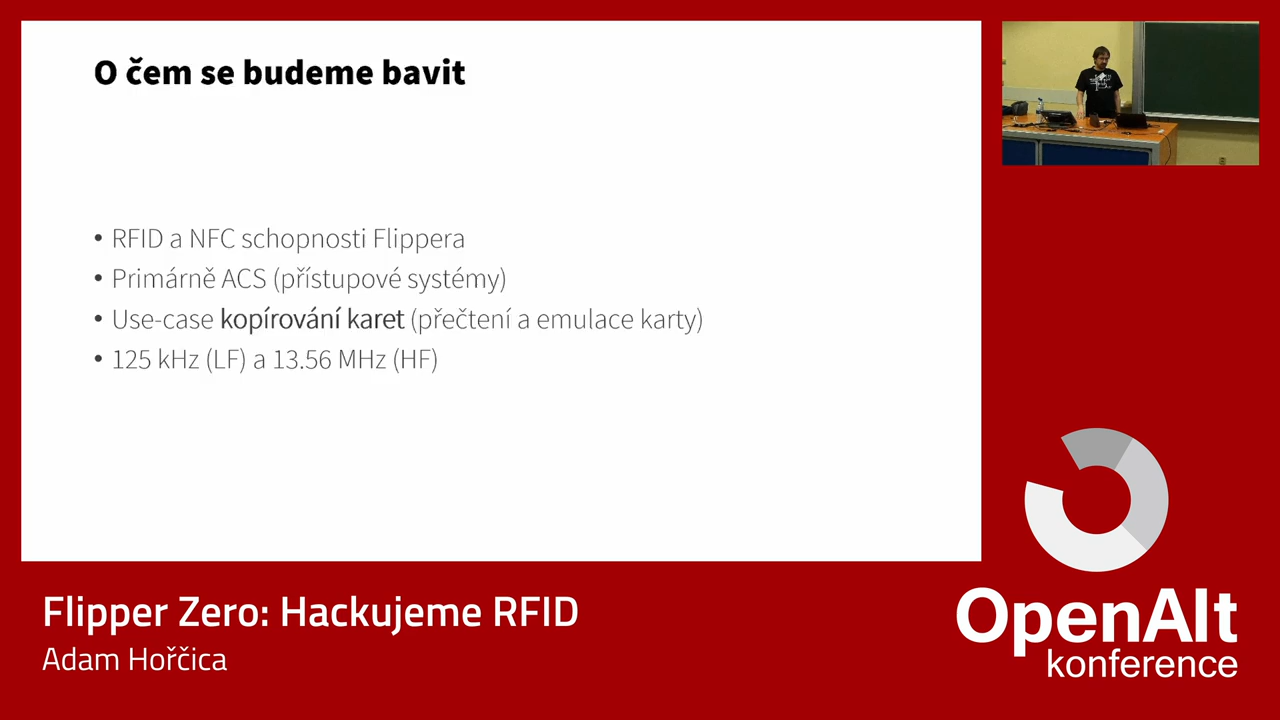 O čem se budeme bavit
• RFID a NFC schopnosti Flippera
• Primárně ACS (přístupové systémy)
• Use-case kopírování karet (přečtení a emulace karty)
• 125 kHz (LF) a 13.56 MHz (HF)
Flipper Zero: Hackujeme RFID
Adam Hořčica
OpenAlt
konference